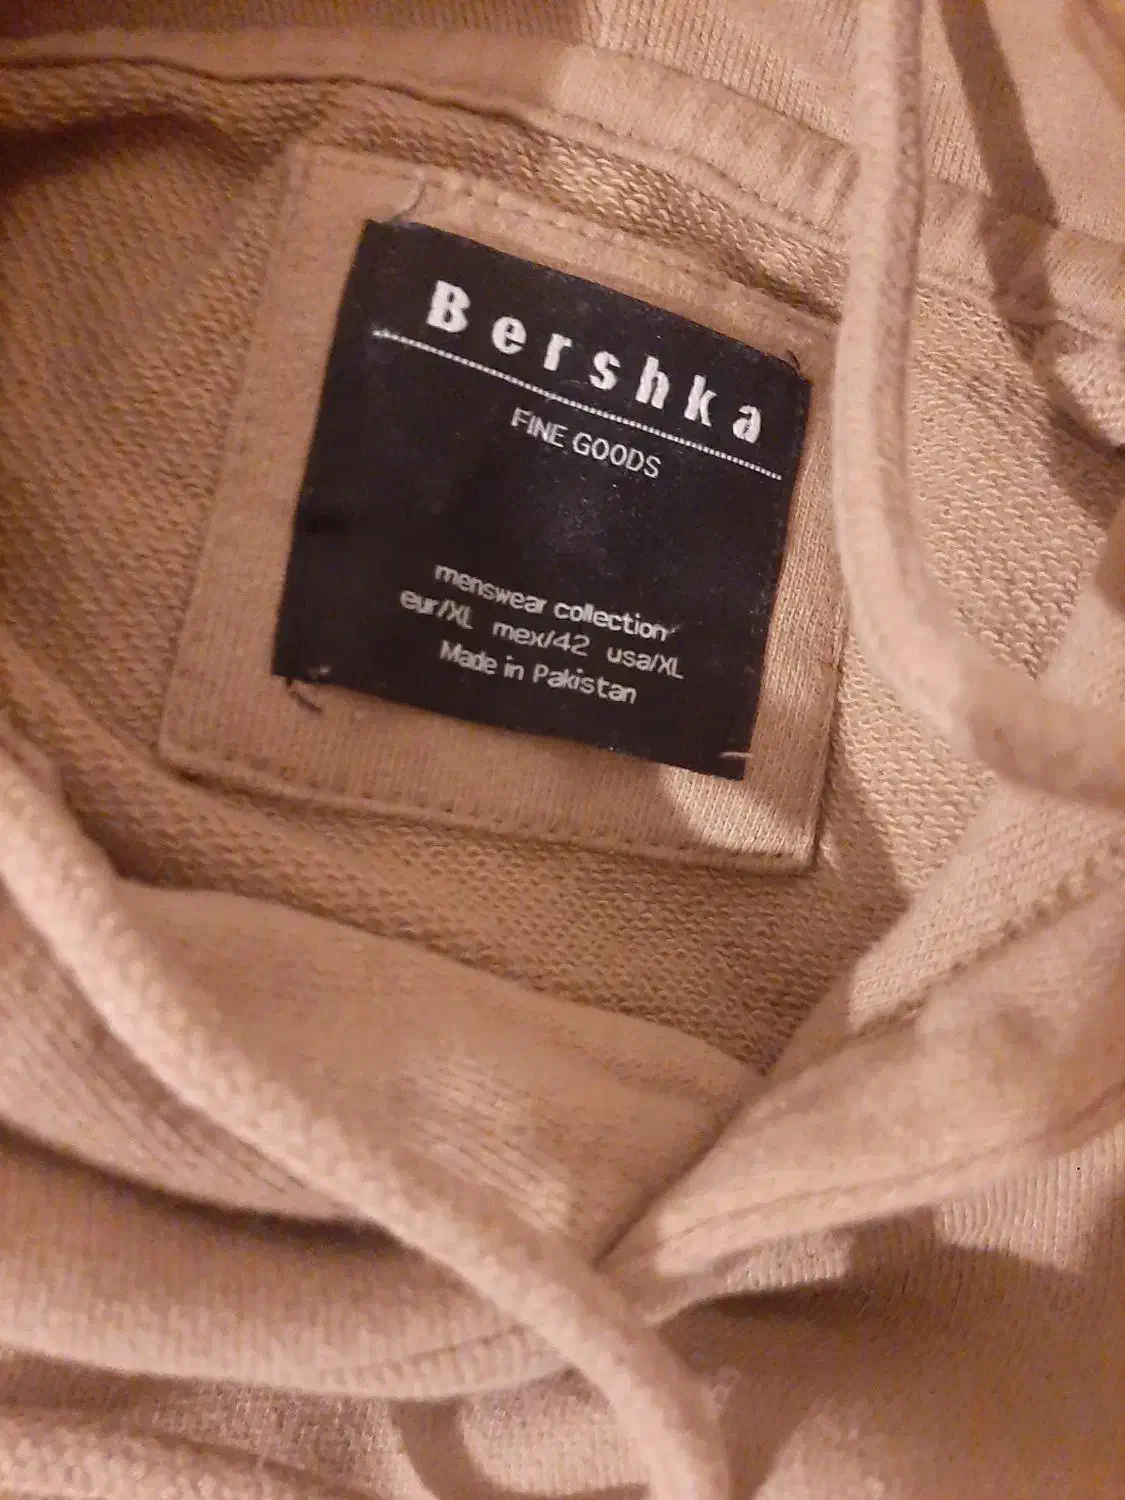 Bershka
FINE GOODS
menswear collection
eur/XL mex/42 usa/XL
Made in Pakistan